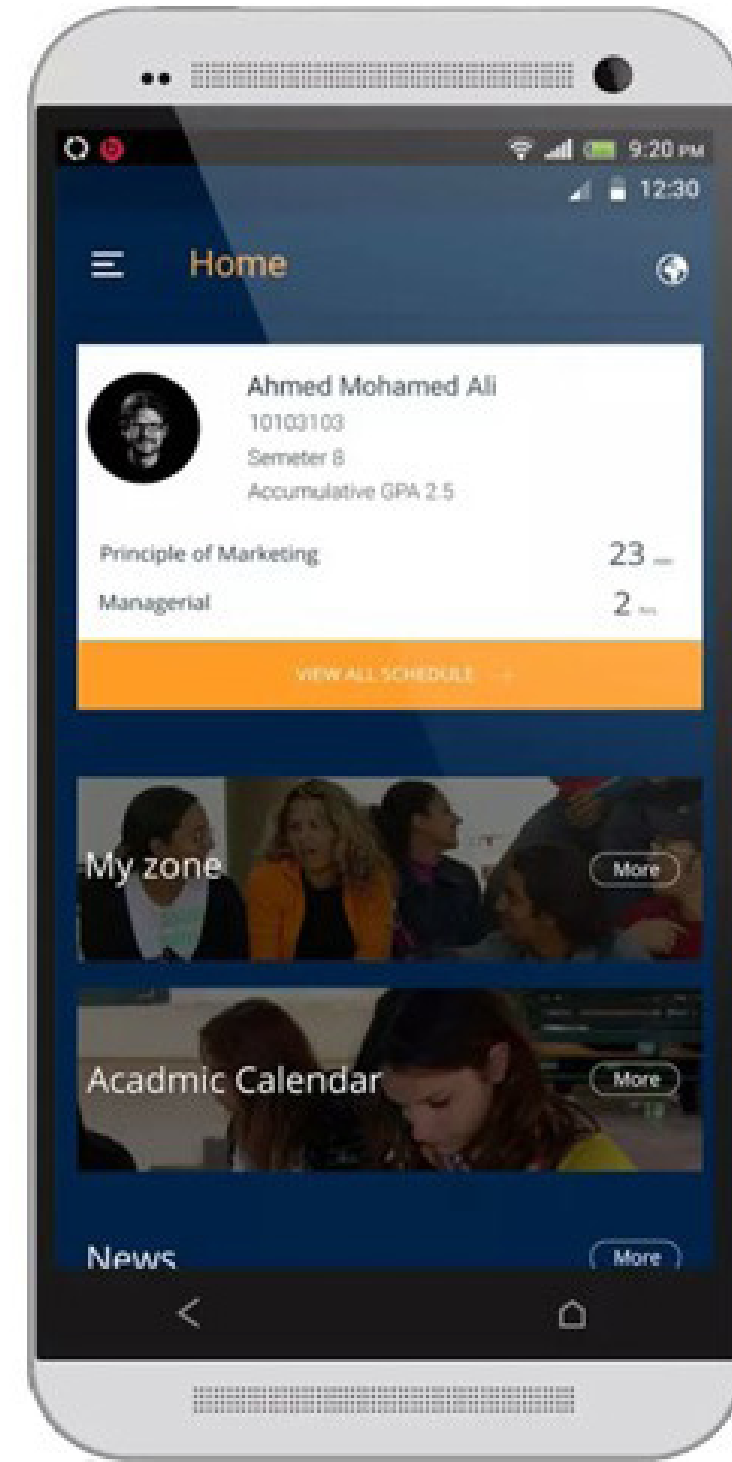 9:20 PM
12:30
Home
Ahmed Mohamed Ali
10103103
Semeter 8
Accumulative GPA 2.5
Principle of Marketing 23
Managerial 2
VIEW ALL SCHEDULE →
My zone More
Acadmic Calendar More
News More